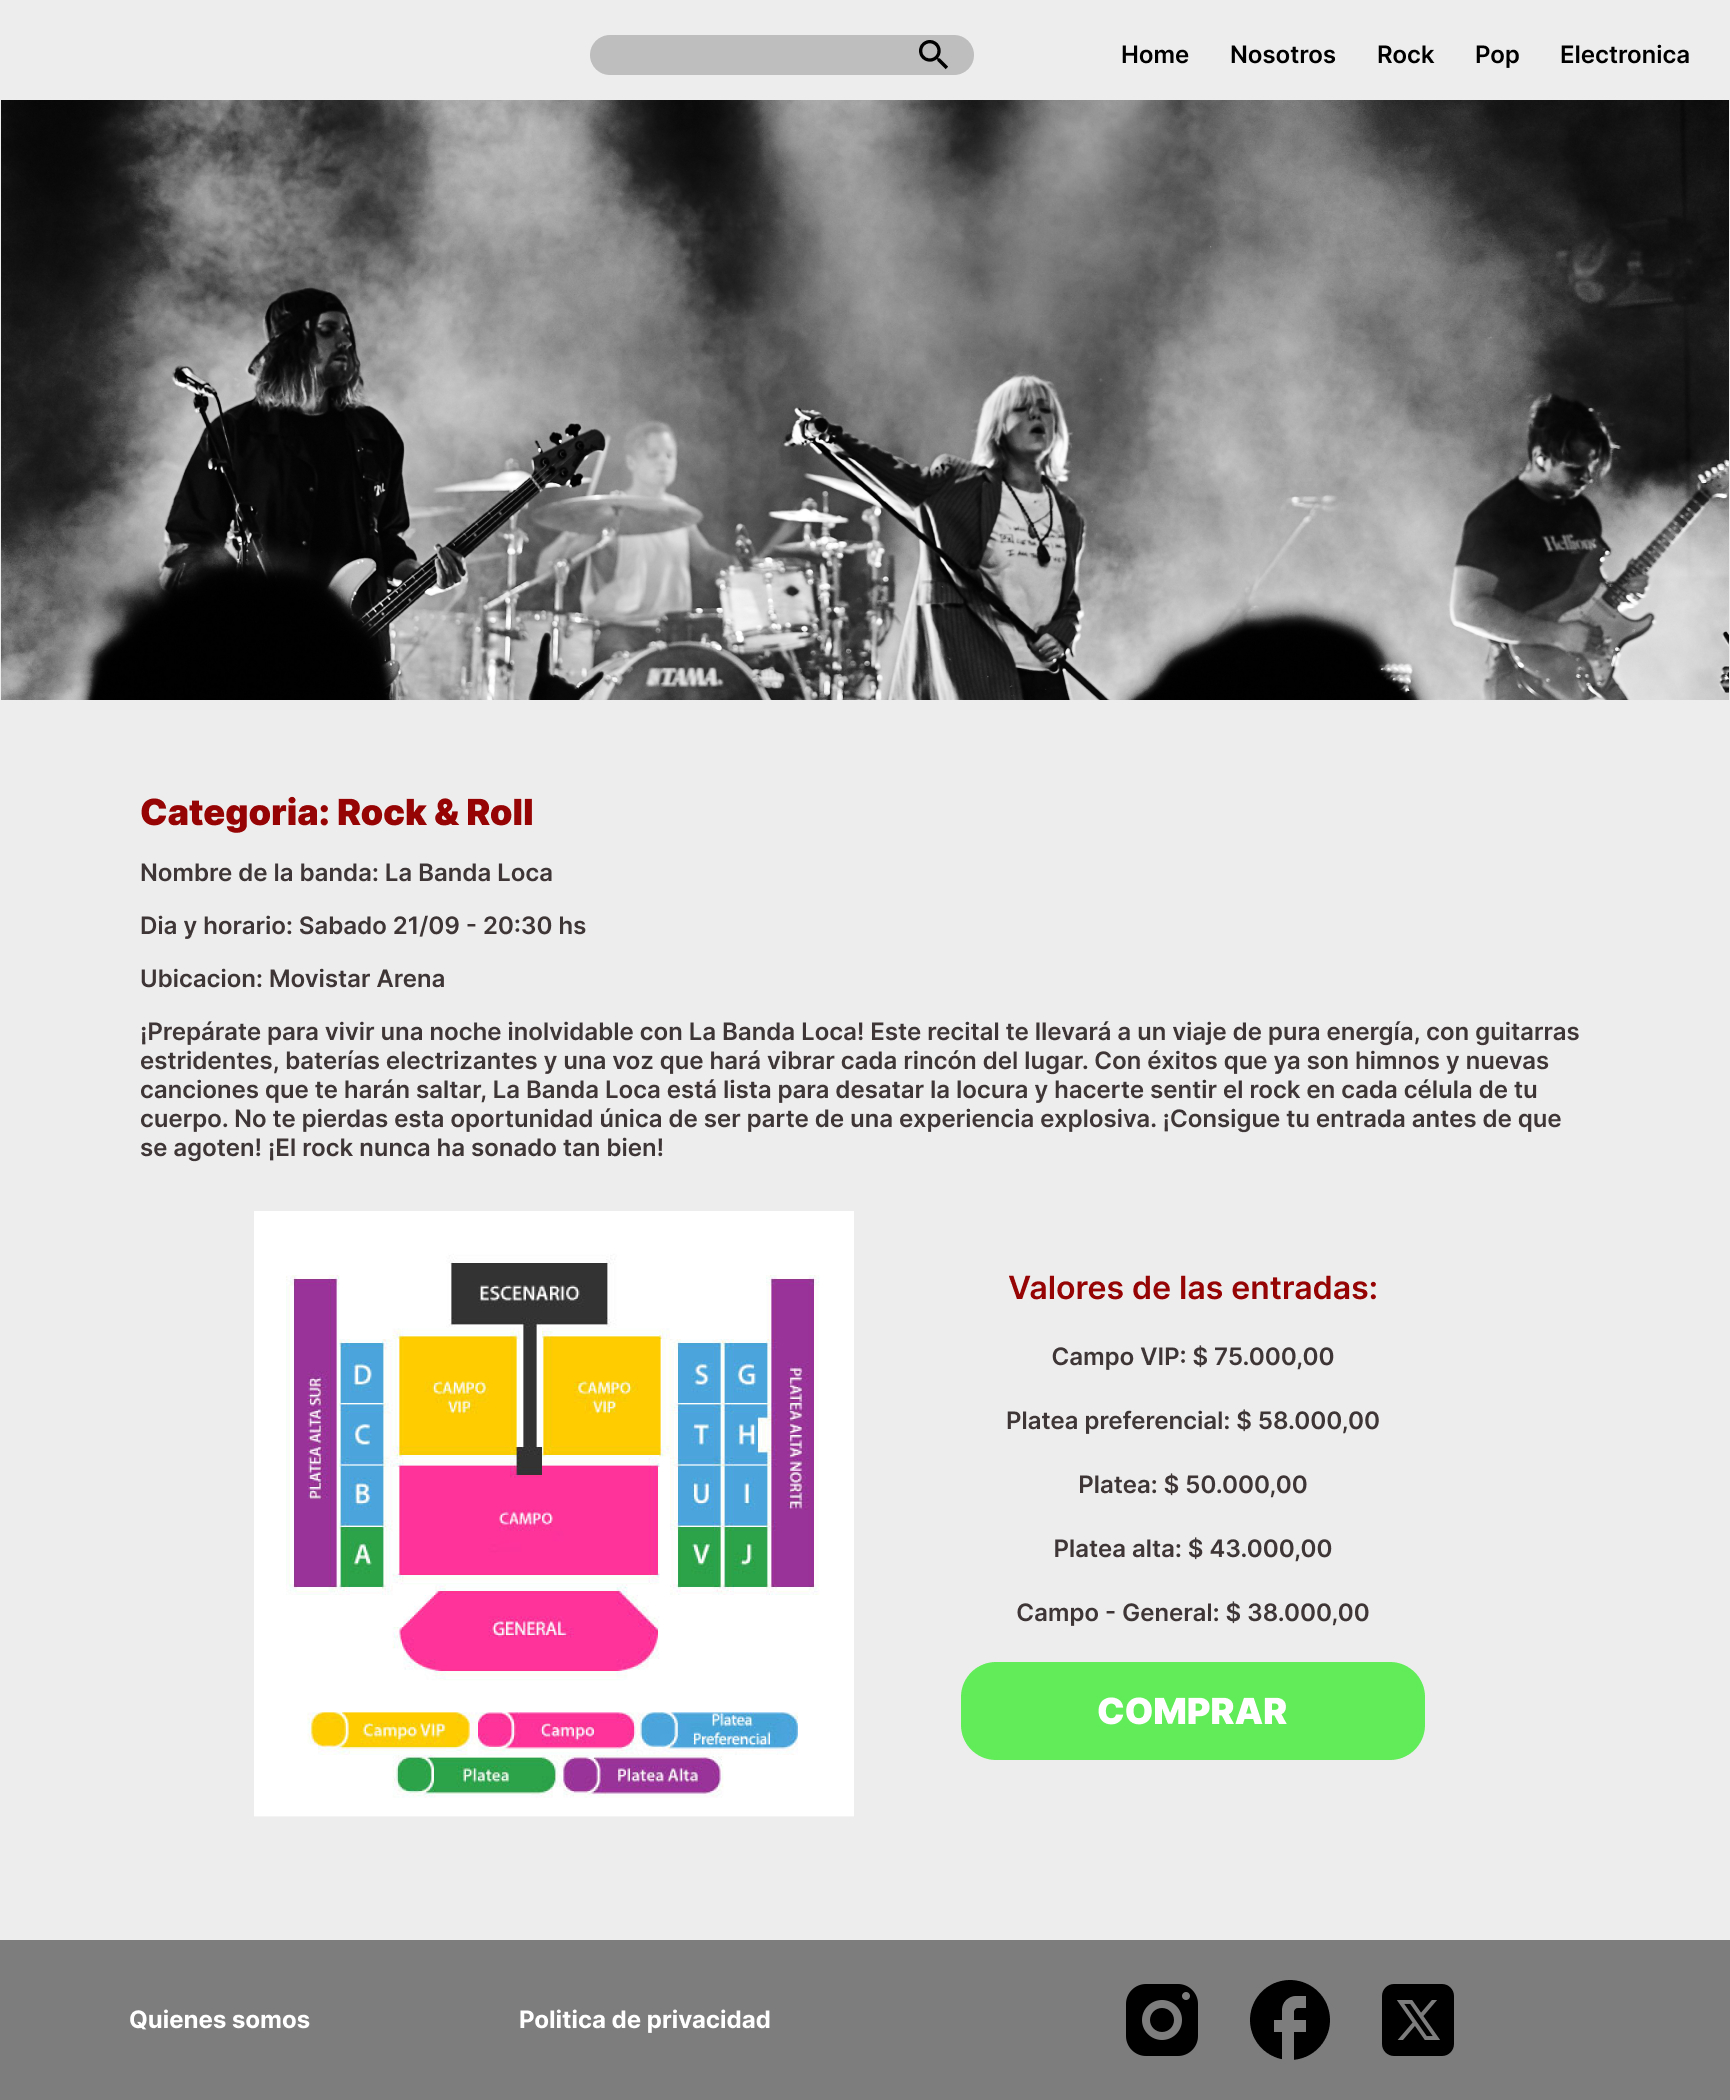 Home Nosotros Rock Pop Electronica
Hellions
TAMA
Categoria: Rock & Roll
Nombre de la banda: La Banda Loca
Dia y horario: Sabado 21/09 - 20:30 hs
Ubicacion: Movistar Arena
¡Prepárate para vivir una noche inolvidable con La Banda Loca! Este recital te llevará a un viaje de pura energía, con guitarras
estridentes, baterías electrizantes y una voz que hará vibrar cada rincón del lugar. Con éxitos que ya son himnos y nuevas
canciones que te harán saltar, La Banda Loca está lista para desatar la locura y hacerte sentir el rock en cada célula de tu
cuerpo. No te pierdas esta oportunidad única de ser parte de una experiencia explosiva. ¡Consigue tu entrada antes de que
se agoten! ¡El rock nunca ha sonado tan bien!
ESCENARIO
PLATEA ALTA SUR
D
C
B
A
CAMPO
VIP
CAMPO
VIP
CAMPO
GENERAL
S G
T H
U I
V J
PLATEA ALTA NORTE
Campo VIP
Campo
Platea
Preferencial
Platea
Platea Alta
Valores de las entradas:
Campo VIP: $ 75.000,00
Platea preferencial: $ 58.000,00
Platea: $ 50.000,00
Platea alta: $ 43.000,00
Campo - General: $ 38.000,00
COMPRAR
Quienes somos
Politica de privacidad